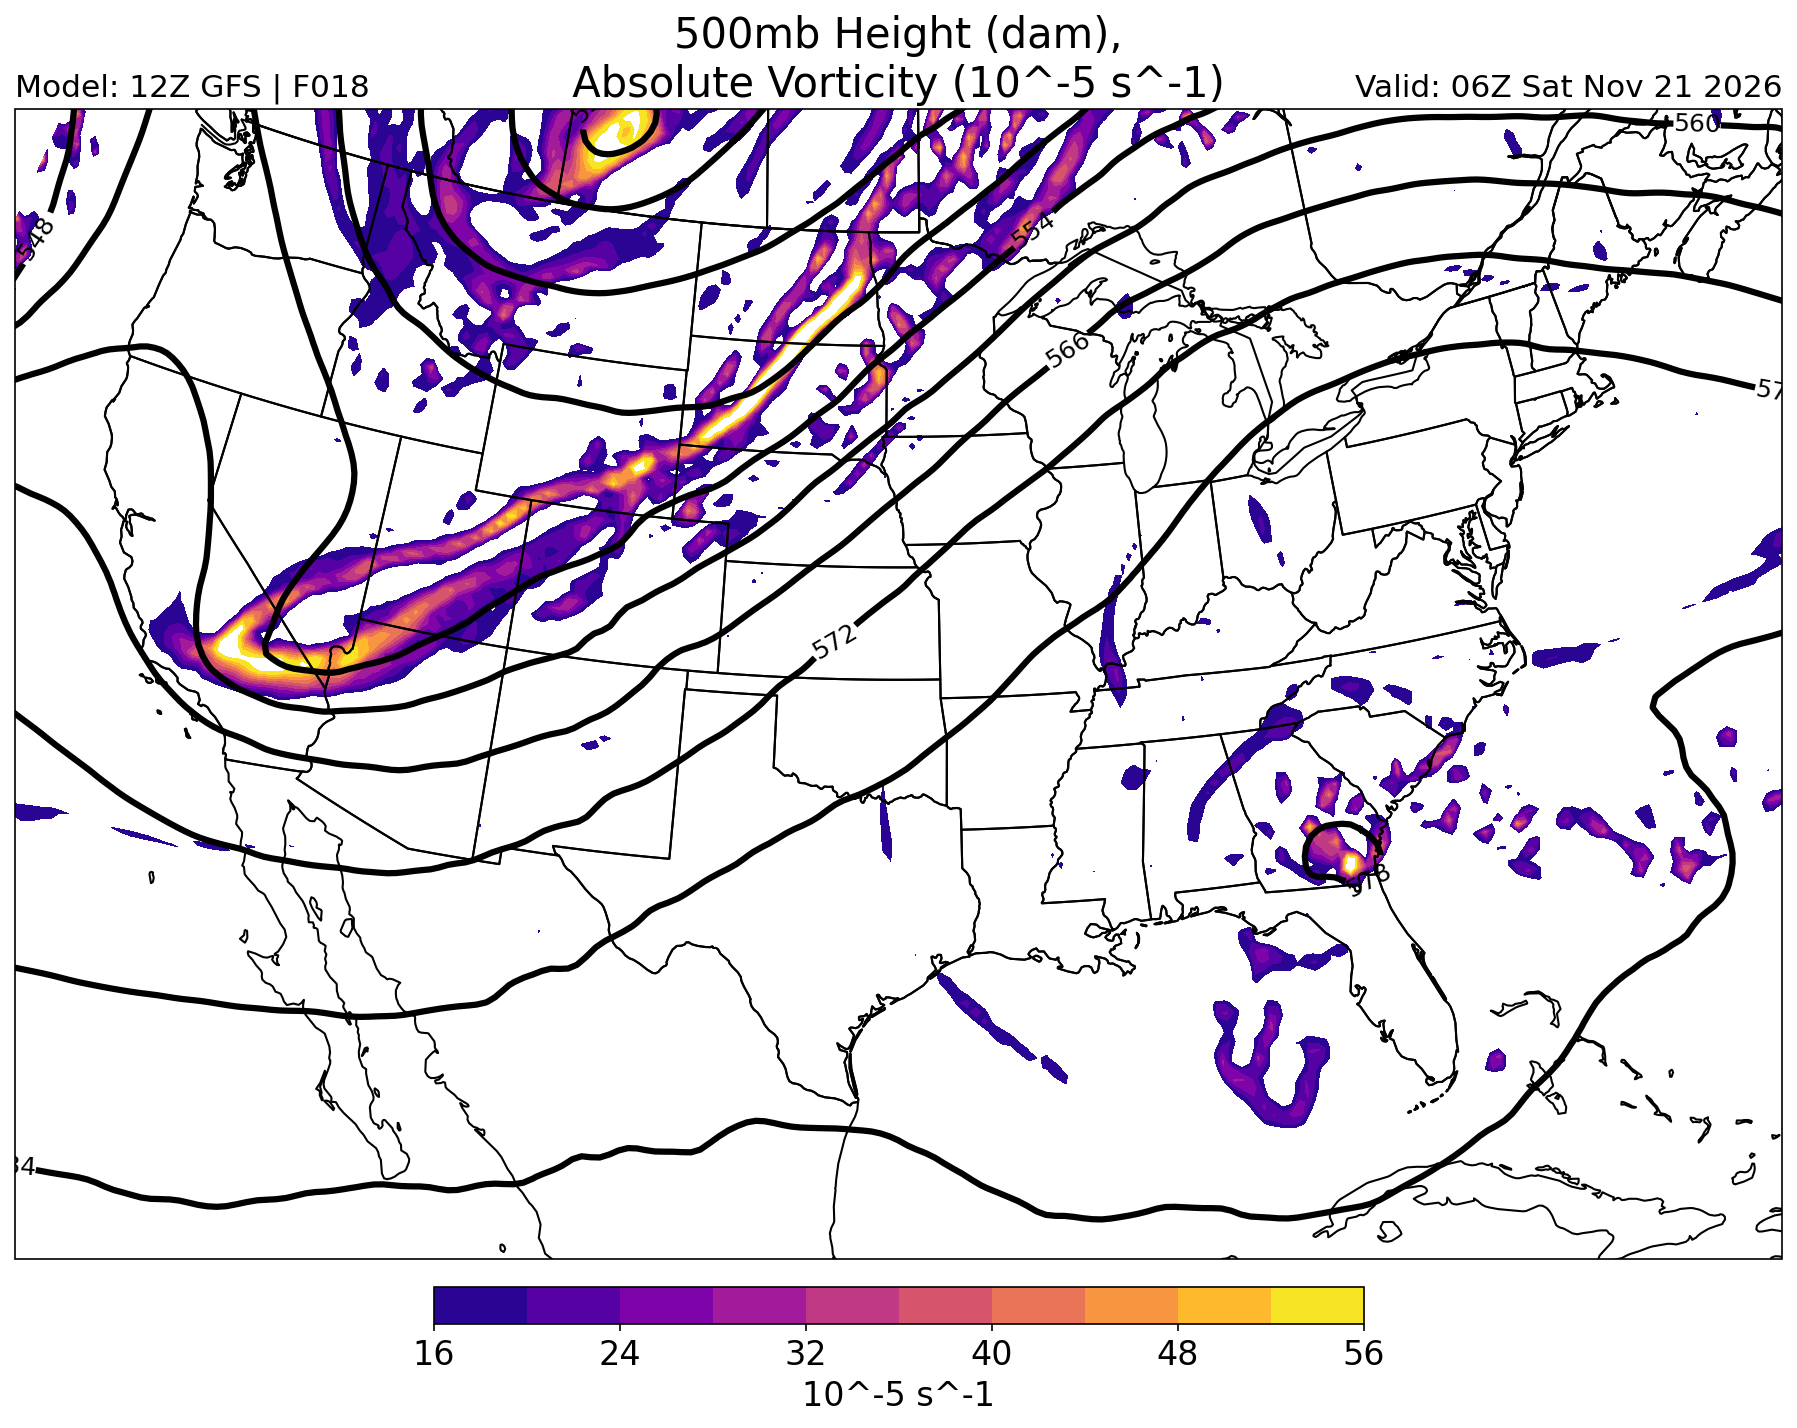 500mb Height (dam),
Model: 12Z GFS | F018
Absolute Vorticity (10^-5 s^-1)
Valid: 06Z Sat Nov 21 2026
560
548
554
566
572
16
24
32
40
48
56
10^-5 s^-1